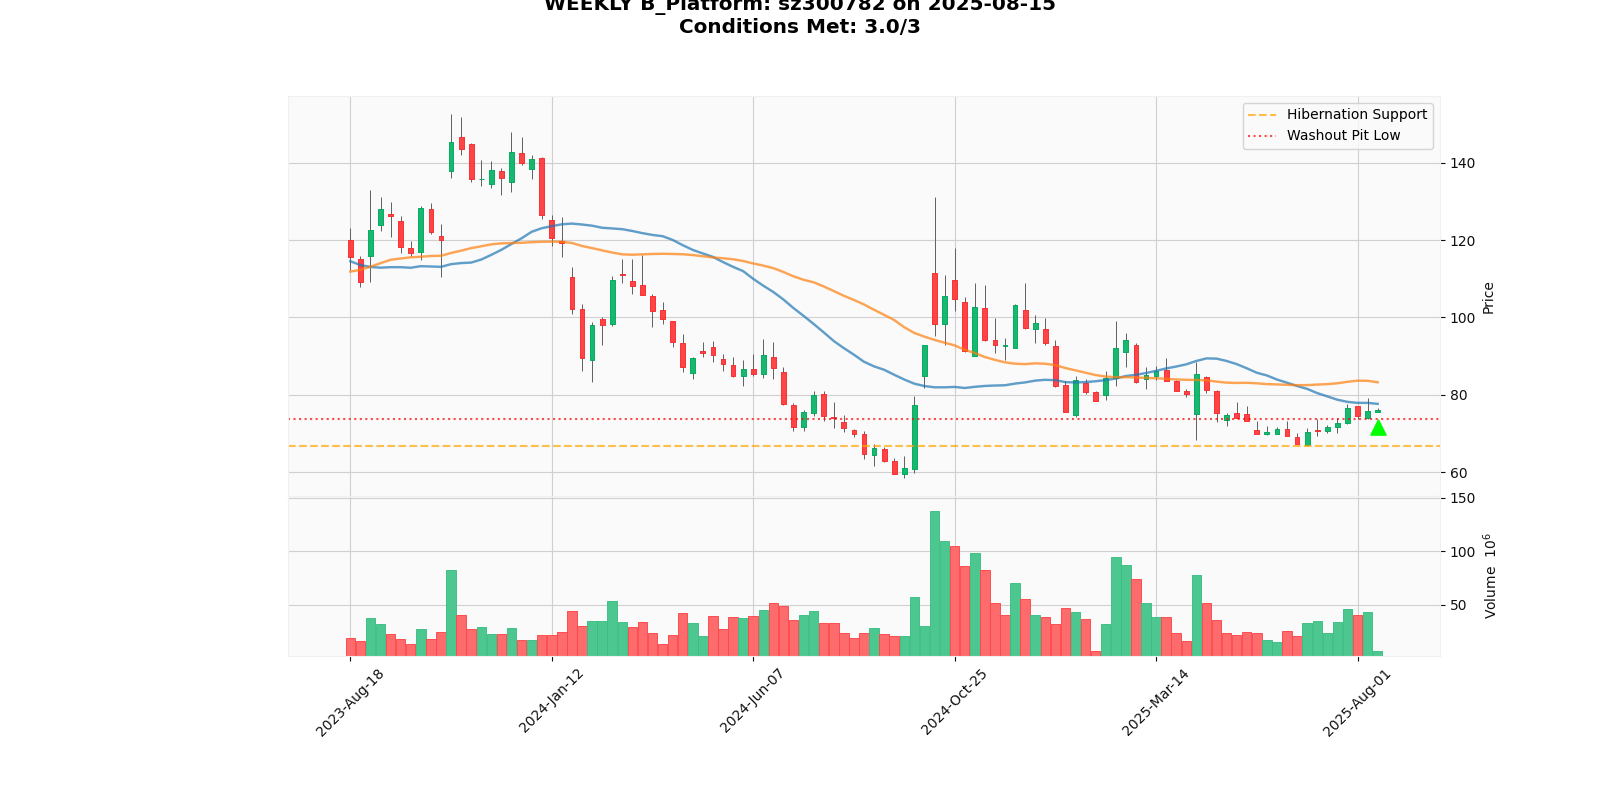 WEEKLY B_Platform: sz300782 on 2025-08-15
Conditions Met: 3.0/3
Hibernation Support
Washout Pit Low
140
120
100
80
60
Price
150
100
50
Volume 10^6
2023-Aug-18
2024-Jan-12
2024-Jun-07
2024-Oct-25
2025-Mar-14
2025-Aug-01